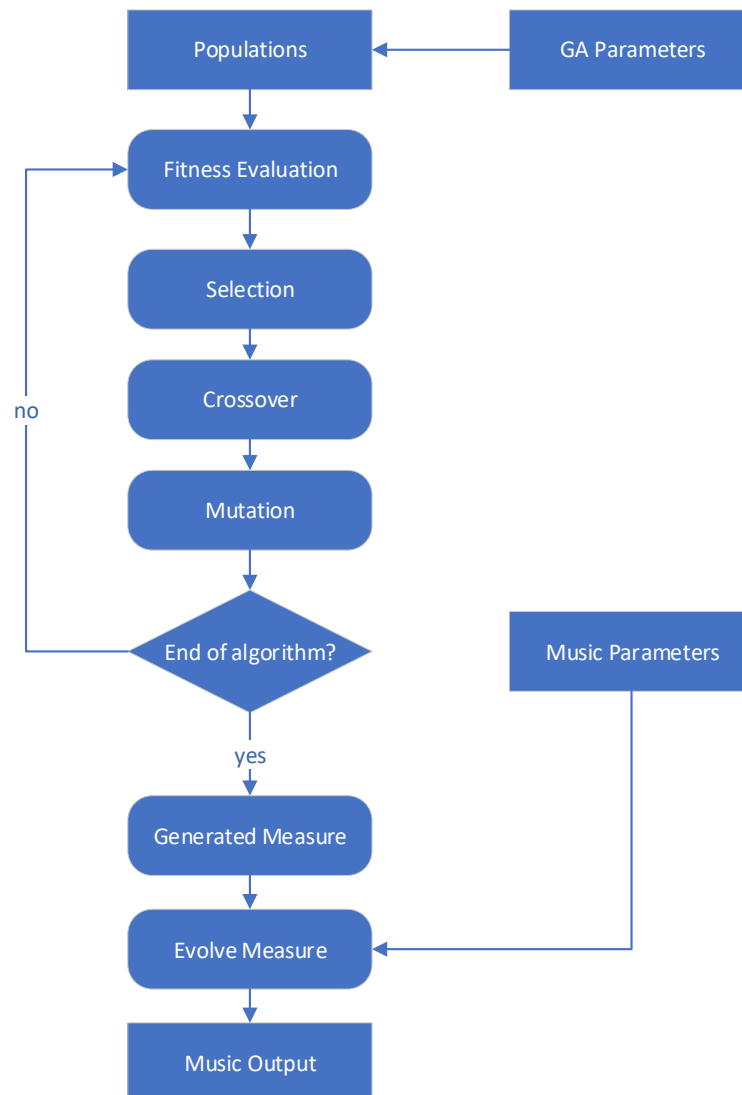 Populations
GA Parameters
Fitness Evaluation
Selection
Crossover
no
Mutation
End of algorithm?
Music Parameters
yes
Generated Measure
Evolve Measure
Music Output